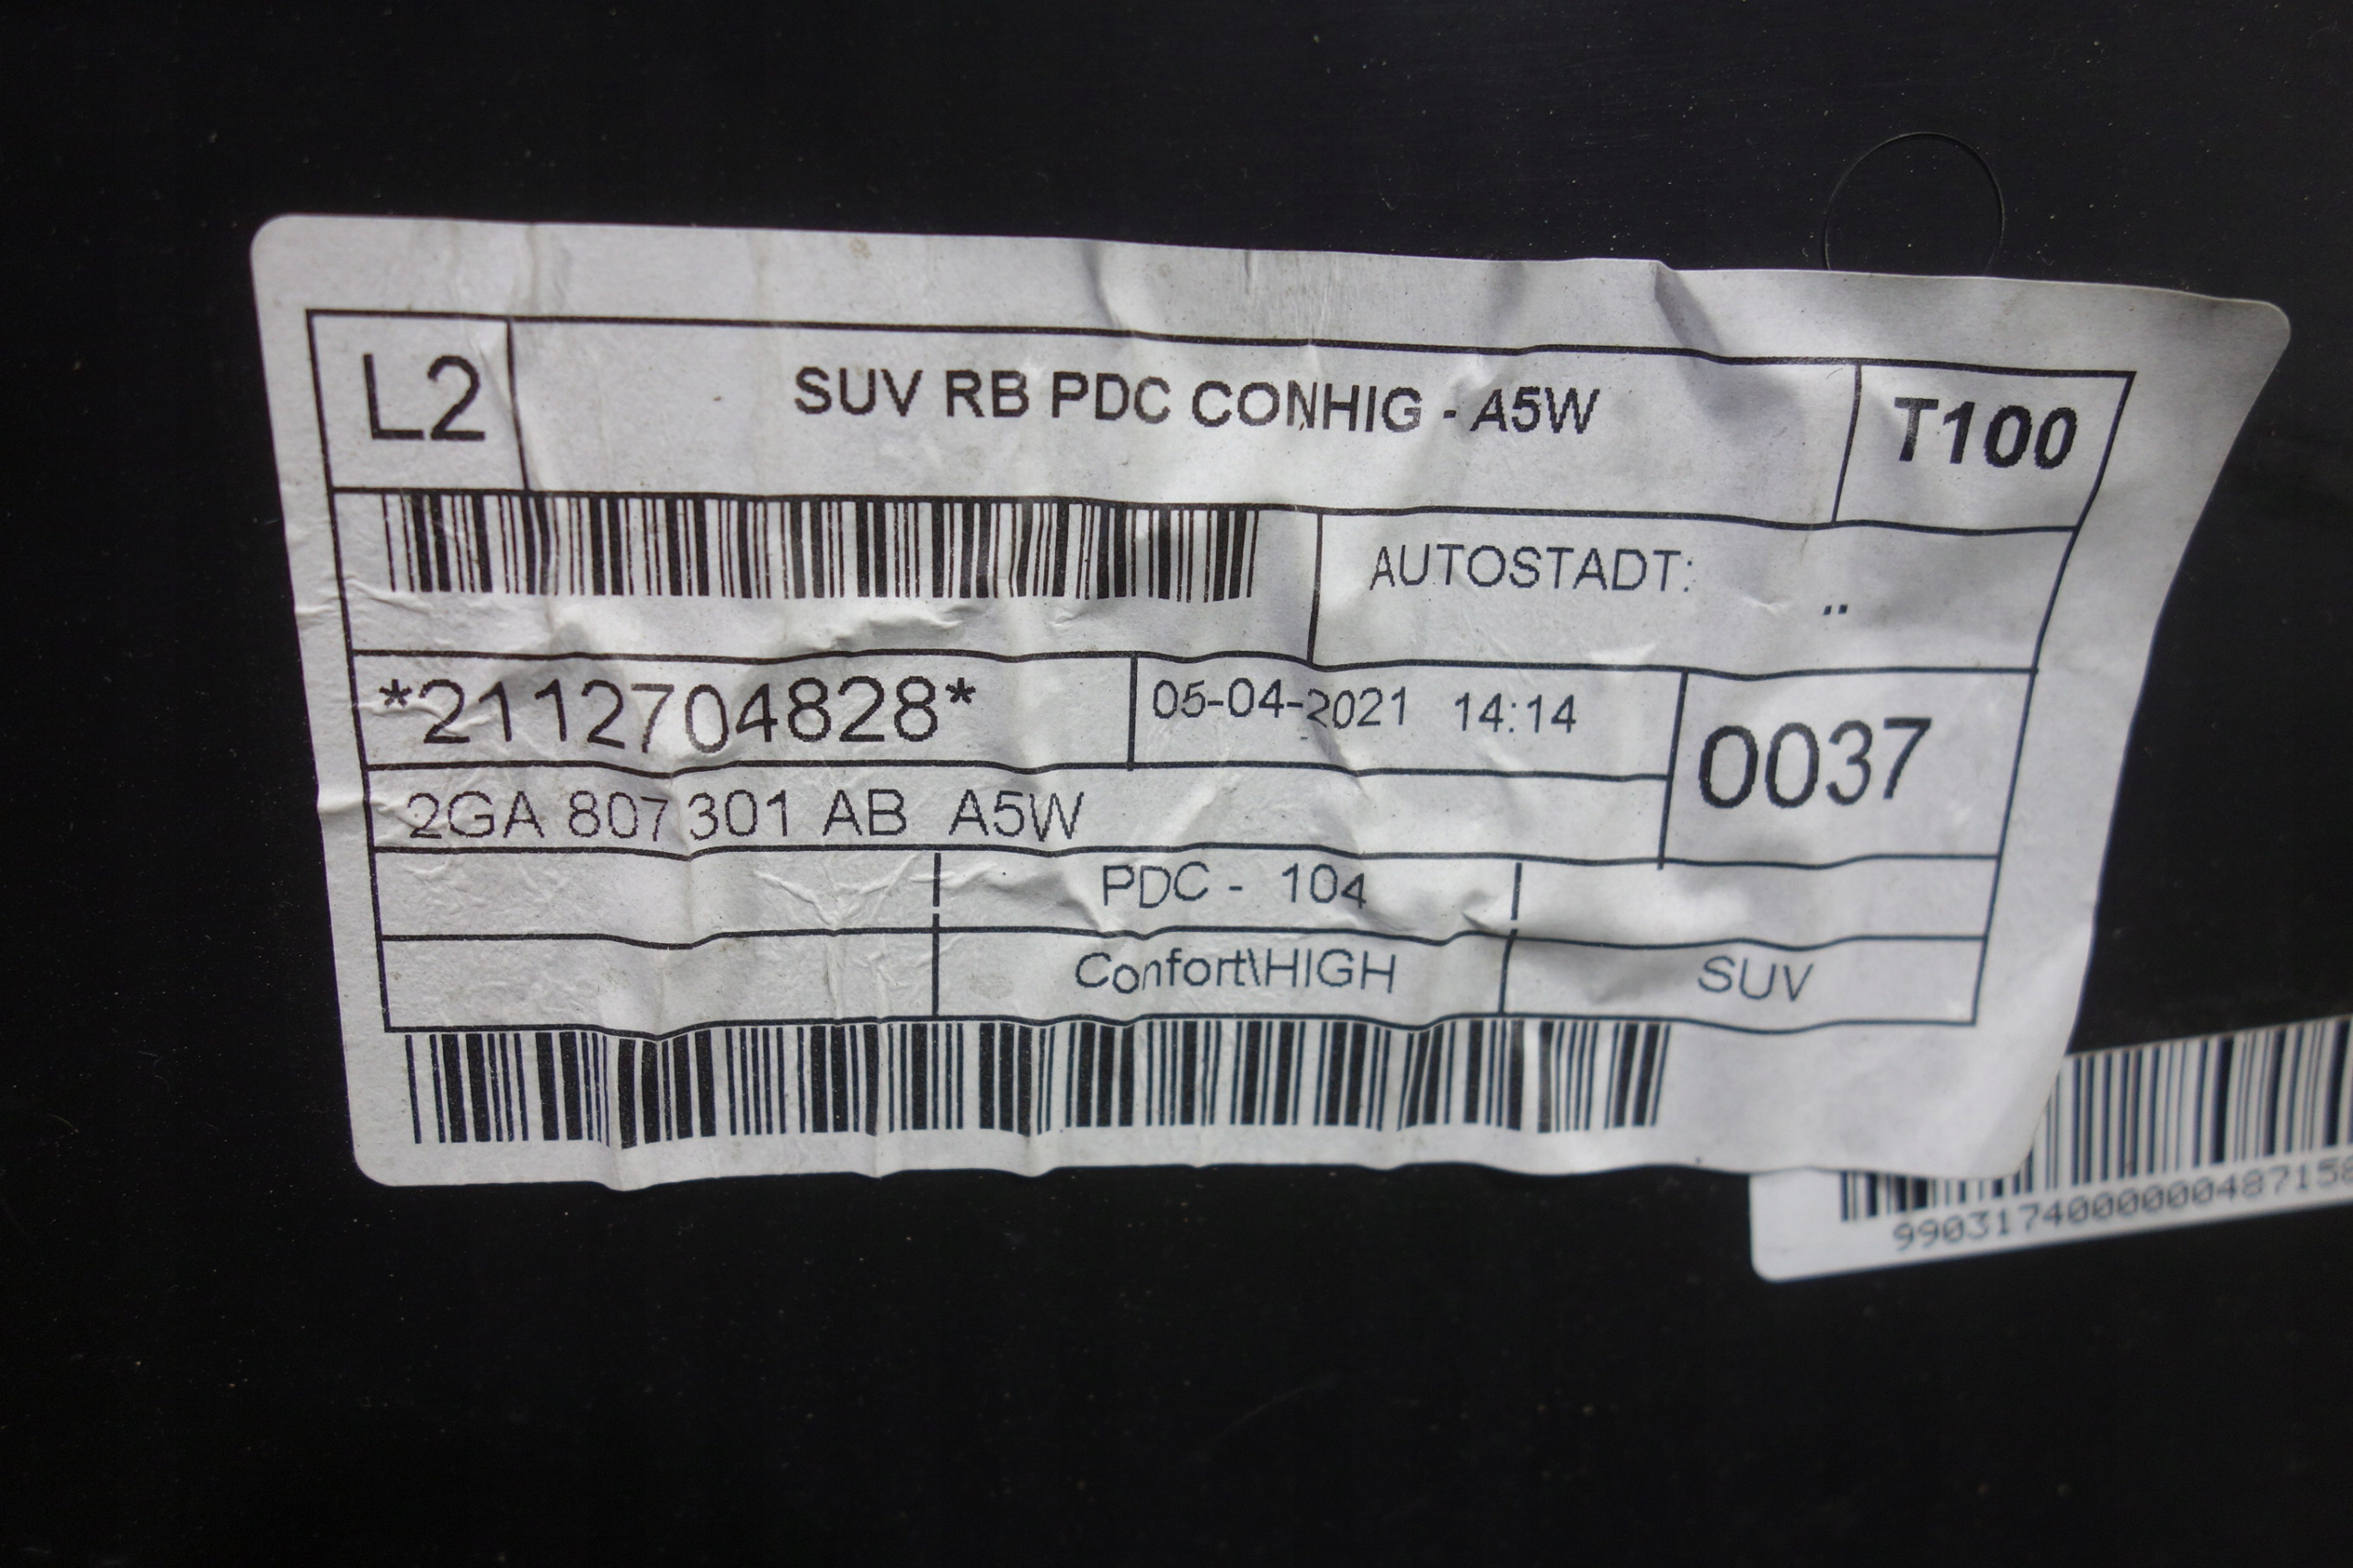 L2 SUV RB PDC CONHIG - A5W T100
AUTOSTADT: ..
*2112704828* 05-04-2021 14:14 0037
2GA 807 301 AB A5W
PDC - 104
Confort\HIGH SUV
9903174000000487158